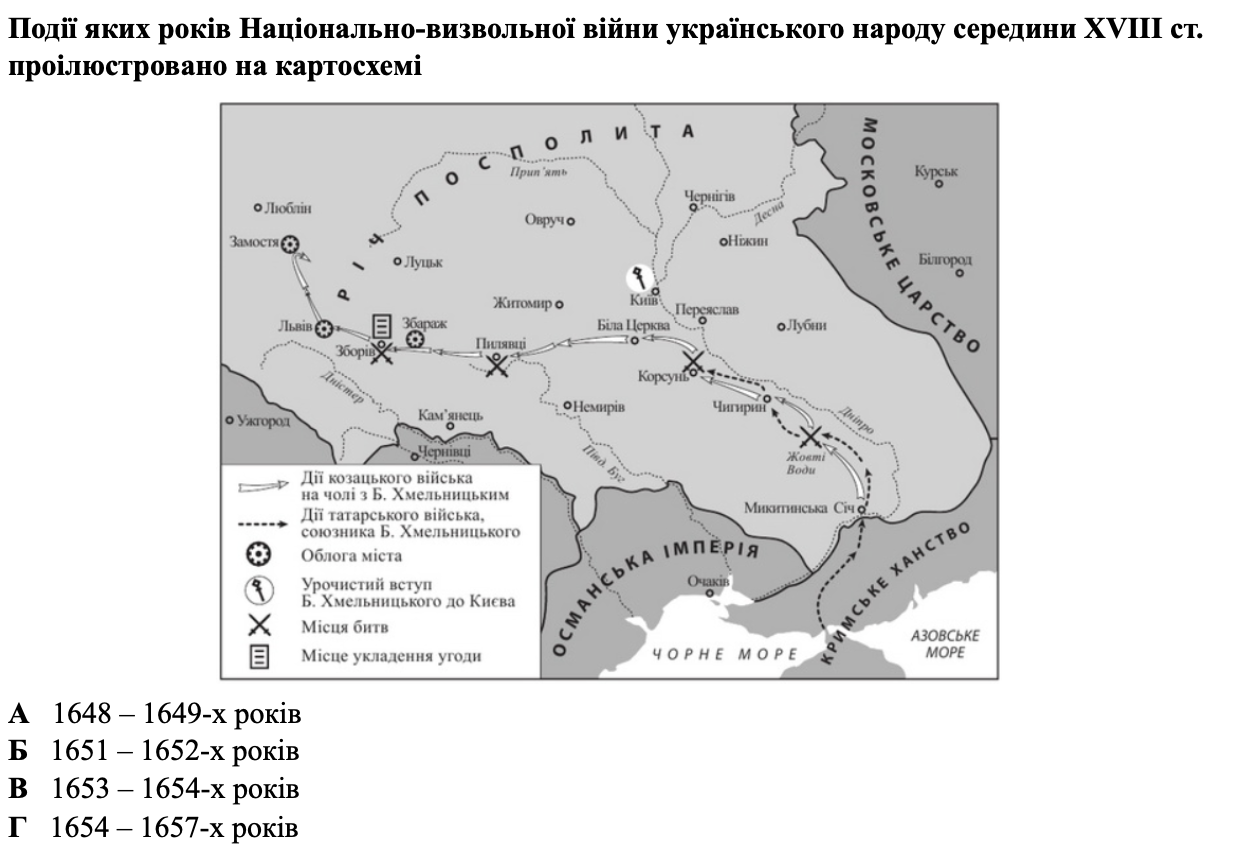 Події яких років Національно-визвольної війни українського народу середини XVIII ст.
проілюстровано на картосхемі
РІЧ ПОСПОЛИТА
МОСКОВСЬКЕ ЦАРСТВО
Прип'ять
Курськ
Чернігів
Люблін
Десна
Овруч
Замостя
Ніжин
Луцьк
Білгород
Київ
Житомир
Переяслав
Львів
Збараж
Біла Церква
Лубни
Зборів
Пилявці
Корсунь
Дністер
Немирів
Чигирин
Кам'янець
Дніпро
Ужгород
Чернівці
Жовті
Води
Пд. Буг
Микитинська Січ
ОСМАНСЬКА ІМПЕРІЯ
КРИМСЬКЕ ХАНСТВО
Очаків
ЧОРНЕ МОРЕ
АЗОВСЬКЕ
МОРЕ
Дії козацького війська
на чолі з Б. Хмельницьким
Дії татарського війська,
союзника Б. Хмельницького
Облога міста
Урочистий вступ
Б. Хмельницького до Києва
Місця битв
Місце укладення угоди
А 1648 – 1649-х років
Б 1651 – 1652-х років
В 1653 – 1654-х років
Г 1654 – 1657-х років